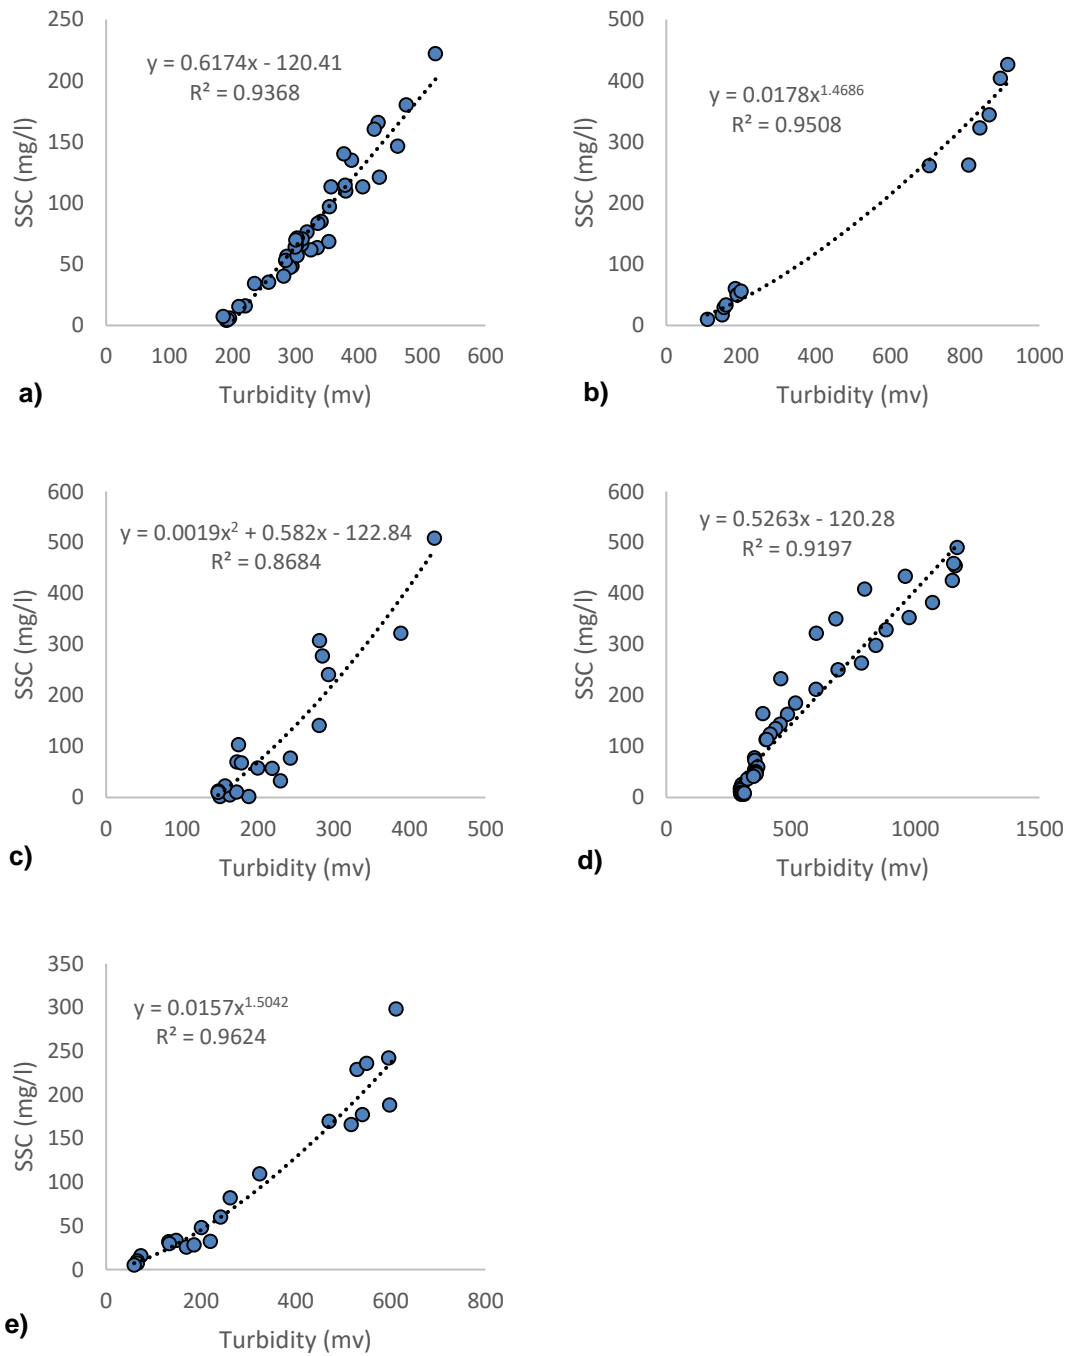 y = 0.6174x - 120.41
R² = 0.9368
250
200
150
100
50
0
SSC (mg/l)
0 100 200 300 400 500 600
Turbidity (mv)
a)
y = 0.0178x^1.4686
R² = 0.9508
500
400
300
200
100
0
SSC (mg/l)
0 200 400 600 800 1000
Turbidity (mv)
b)
y = 0.0019x² + 0.582x - 122.84
R² = 0.8684
600
500
400
300
200
100
0
SSC (mg/l)
0 100 200 300 400 500
Turbidity (mv)
c)
y = 0.5263x - 120.28
R² = 0.9197
600
500
400
300
200
100
0
SSC (mg/l)
0 500 1000 1500
Turbidity (mv)
d)
y = 0.0157x^1.5042
R² = 0.9624
350
300
250
200
150
100
50
0
SSC (mg/l)
0 200 400 600 800
Turbidity (mv)
e)